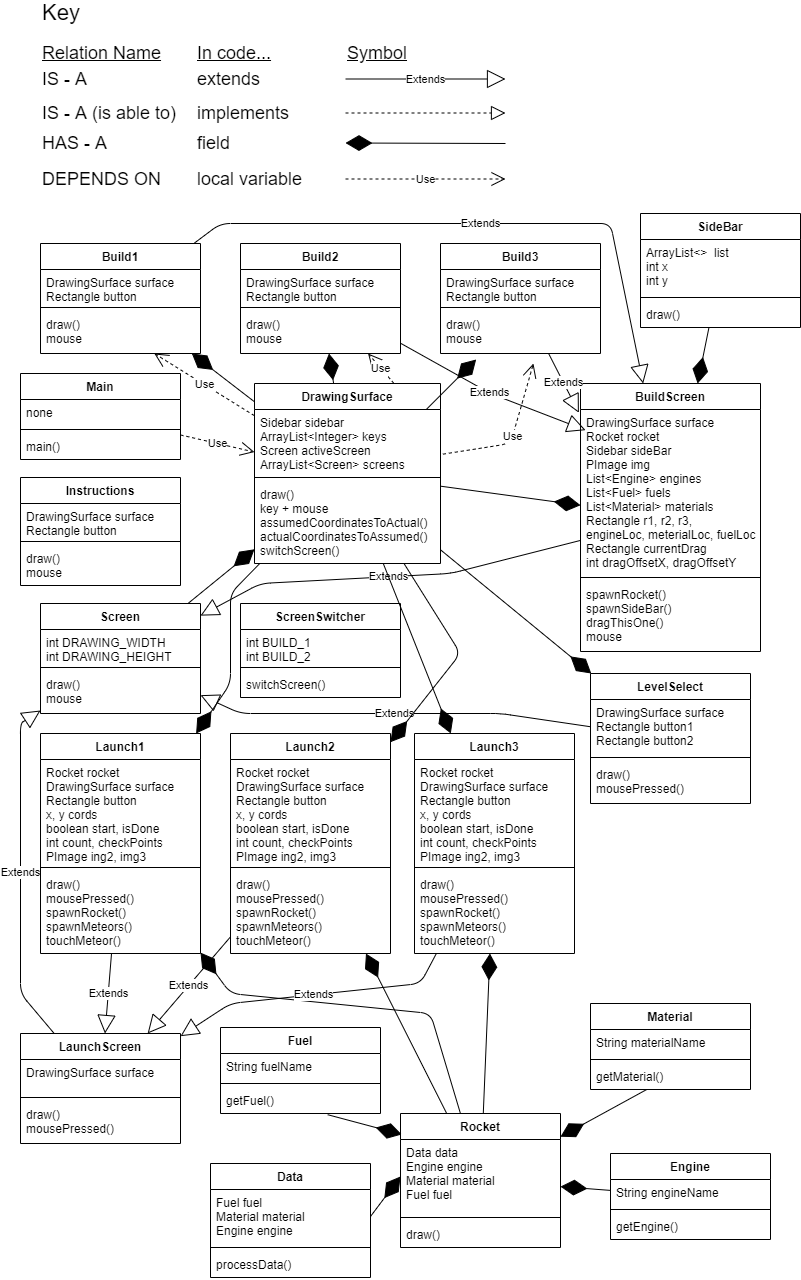 Key
Relation Name In code... Symbol
IS - A extends Extends
IS - A (is able to) implements
HAS - A field
DEPENDS ON local variable Use
Extends
SideBar
ArrayList<> list
int x
int y
draw()
Build1
DrawingSurface surface
Rectangle button
draw()
mouse
Build2
DrawingSurface surface
Rectangle button
draw()
mouse
Build3
DrawingSurface surface
Rectangle button
draw()
mouse
Use
Use
Extends
Extends
Use
Use
Main
none
main()
DrawingSurface
Sidebar sidebar
ArrayList<Integer> keys
Screen activeScreen
ArrayList<Screen> screens
draw()
key + mouse
assumedCoordinatesToActual()
actualCoordinatesToAssumed()
switchScreen()
BuildScreen
DrawingSurface surface
Rocket rocket
Sidebar sideBar
PImage img
List<Engine> engines
List<Fuel> fuels
List<Material> materials
Rectangle r1, r2, r3,
engineLoc, meterialLoc, fuelLoc
Rectangle currentDrag
int dragOffsetX, dragOffsetY
spawnRocket()
spawnSideBar()
dragThisOne()
mouse
Instructions
DrawingSurface surface
Rectangle button
draw()
mouse
Extends
Screen
int DRAWING_WIDTH
int DRAWING_HEIGHT
draw()
mouse
ScreenSwitcher
int BUILD_1
int BUILD_2
switchScreen()
LevelSelect
DrawingSurface surface
Rectangle button1
Rectangle button2
draw()
mousePressed()
Extends
Launch1
Rocket rocket
DrawingSurface surface
Rectangle button
x, y cords
boolean start, isDone
int count, checkPoints
PImage ing2, img3
draw()
mousePressed()
spawnRocket()
spawnMeteors()
touchMeteor()
Launch2
Rocket rocket
DrawingSurface surface
Rectangle button
x, y cords
boolean start, isDone
int count, checkPoints
PImage ing2, img3
draw()
mousePressed()
spawnRocket()
spawnMeteors()
touchMeteor()
Launch3
Rocket rocket
DrawingSurface surface
Rectangle button
x, y cords
boolean start, isDone
int count, checkPoints
PImage ing2, img3
draw()
mousePressed()
spawnRocket()
spawnMeteors()
touchMeteor()
Extends
Extends
Extends
Extends
LaunchScreen
DrawingSurface surface
draw()
mousePressed()
Fuel
String fuelName
getFuel()
Material
String materialName
getMaterial()
Rocket
Data data
Engine engine
Material material
Fuel fuel
draw()
Data
Fuel fuel
Material material
Engine engine
processData()
Engine
String engineName
getEngine()